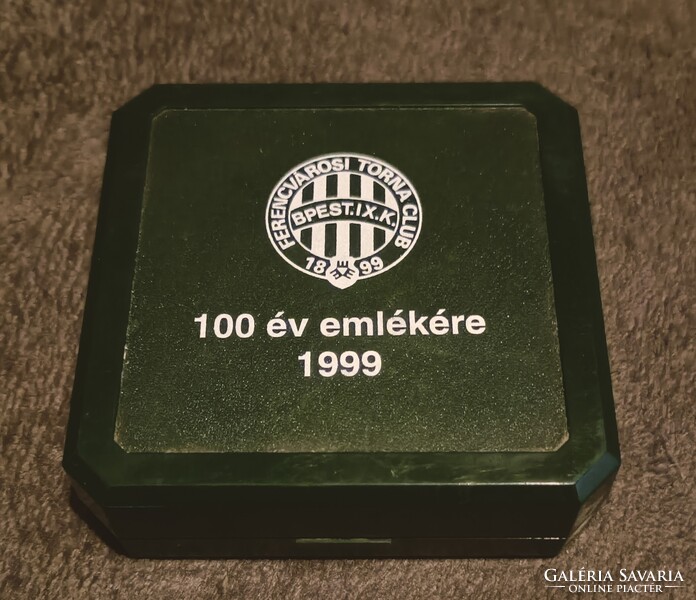 FERENCVÁROSI TORNA CLUB
BPEST.IX.K.
18 99
100 év emlékére
1999
GALÉRIA SAVARIA
ONLINE PIACTÉR